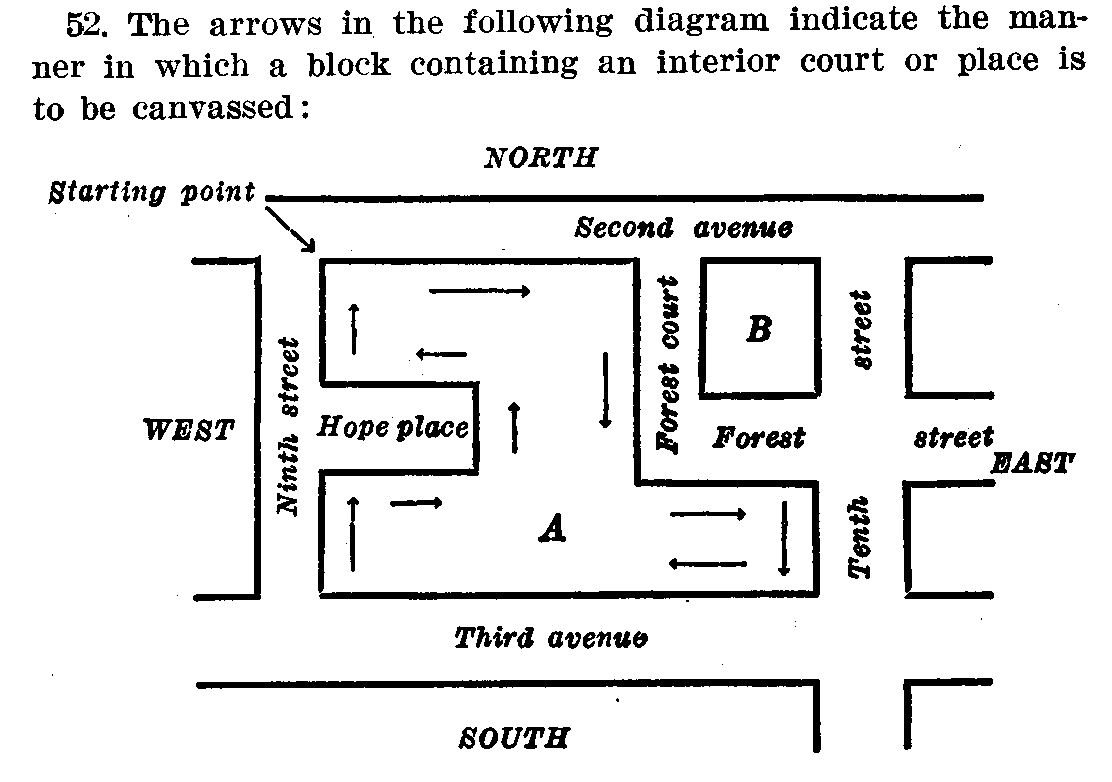 52. The arrows in the following diagram indicate the man-
ner in which a block containing an interior court or place is
to be canvassed:
NORTH
Starting point
Second avenue
Forest court
B
street
Ninth street
WEST
Hope place
Forest
street
EAST
A
Tenth
Third avenue
SOUTH